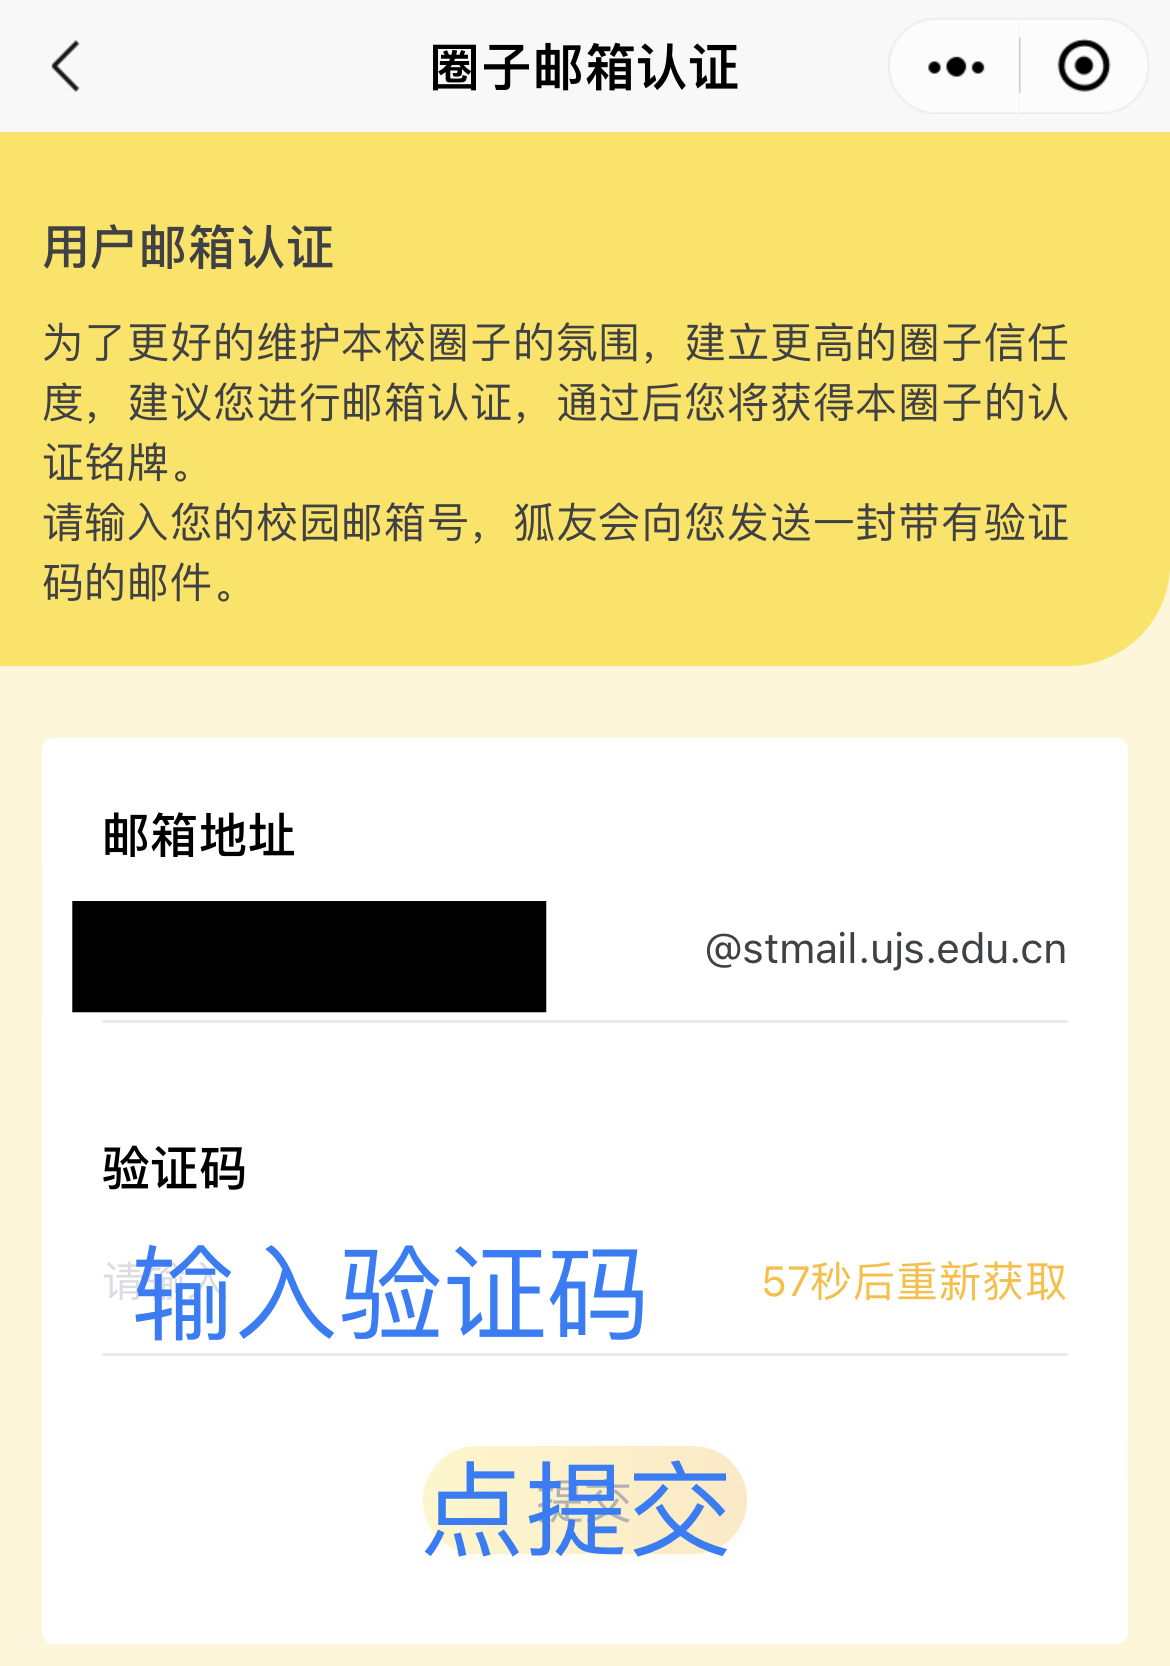 圈子邮箱认证
用户邮箱认证
为了更好的维护本校圈子的氛围，建立更高的圈子信任
度，建议您进行邮箱认证，通过后您将获得本圈子的认
证铭牌。
请输入您的校园邮箱号，狐友会向您发送一封带有验证
码的邮件。
邮箱地址
@stmail.ujs.edu.cn
验证码
请输入
输入验证码
57秒后重新获取
提交
点提交